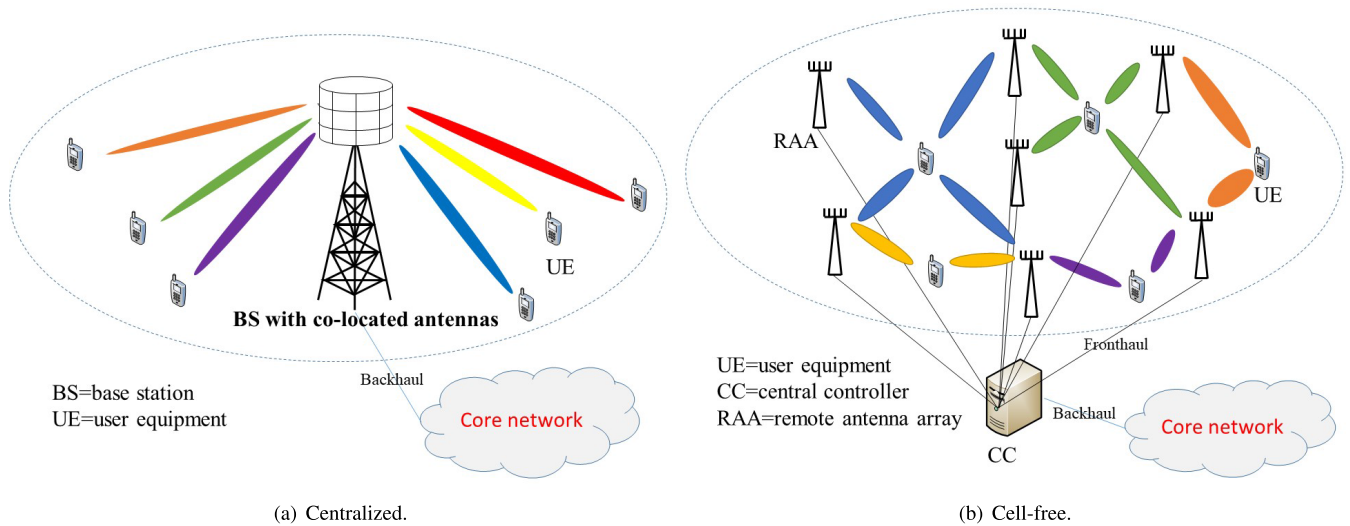 UE
BS with co-located antennas
Backhaul
BS=base station
UE=user equipment
Core network
(a) Centralized.
RAA
UE
Fronthaul
UE=user equipment
CC=central controller
RAA=remote antenna array
Backhaul
Core network
CC
(b) Cell-free.